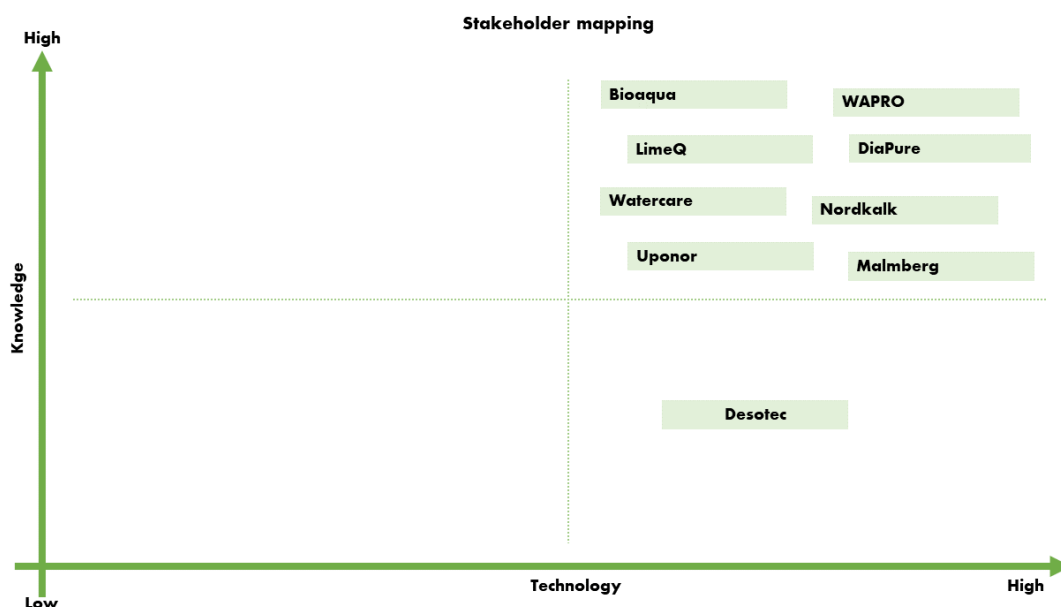 Stakeholder mapping
High
Bioaqua
WAPRO
LimeQ
DiaPure
Watercare
Nordkalk
Uponor
Malmberg
Knowledge
Desotec
Technology
High
Low